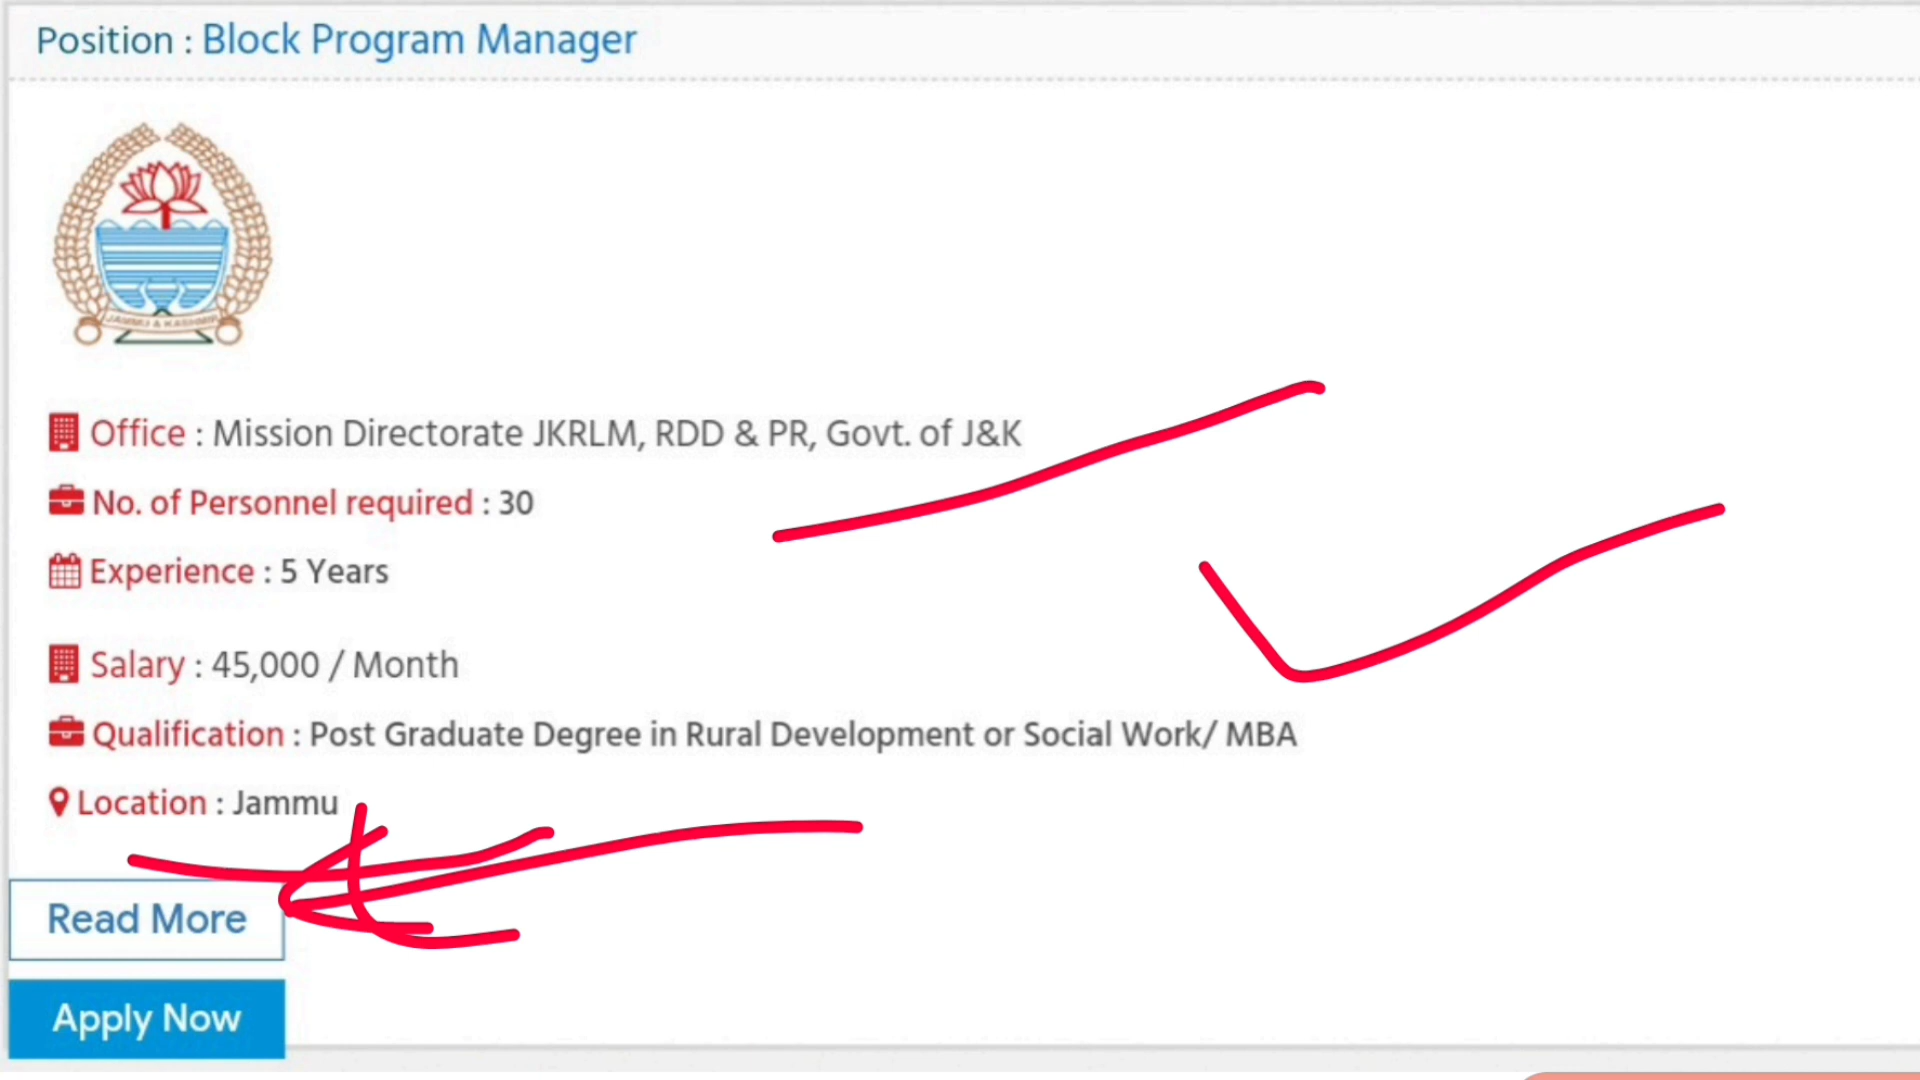 Position : Block Program Manager
JAMMU & KASHMIR
Office : Mission Directorate JKRLM, RDD & PR, Govt. of J&K
No. of Personnel required : 30
Experience : 5 Years
Salary : 45,000 / Month
Qualification : Post Graduate Degree in Rural Development or Social Work/ MBA
Location : Jammu
Read More
Apply Now